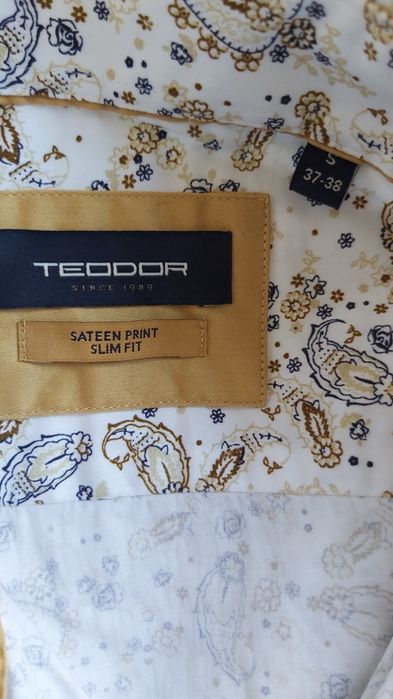 S
37-38
TEODOR
SINCE 1989
SATEEN PRINT
SLIM FIT